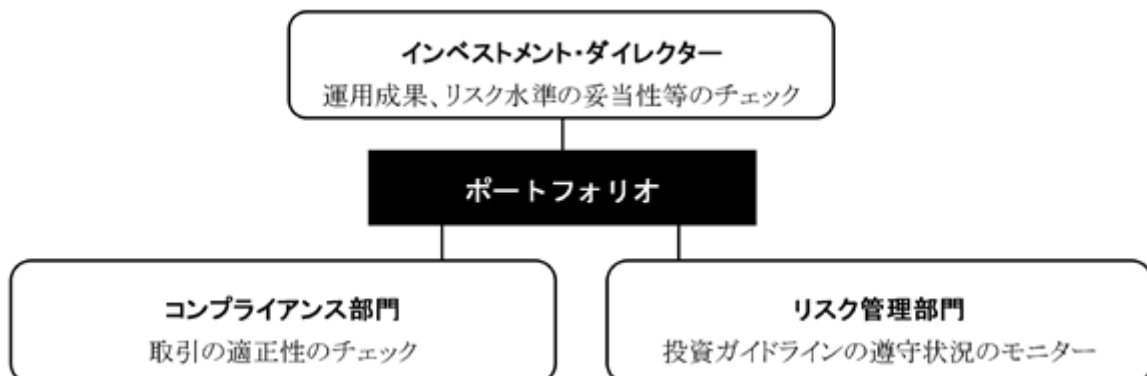 インベストメント・ダイレクター
運用成果、リスク水準の妥当性等のチェック
ポートフォリオ
コンプライアンス部門
取引の適正性のチェック
リスク管理部門
投資ガイドラインの遵守状況のモニター